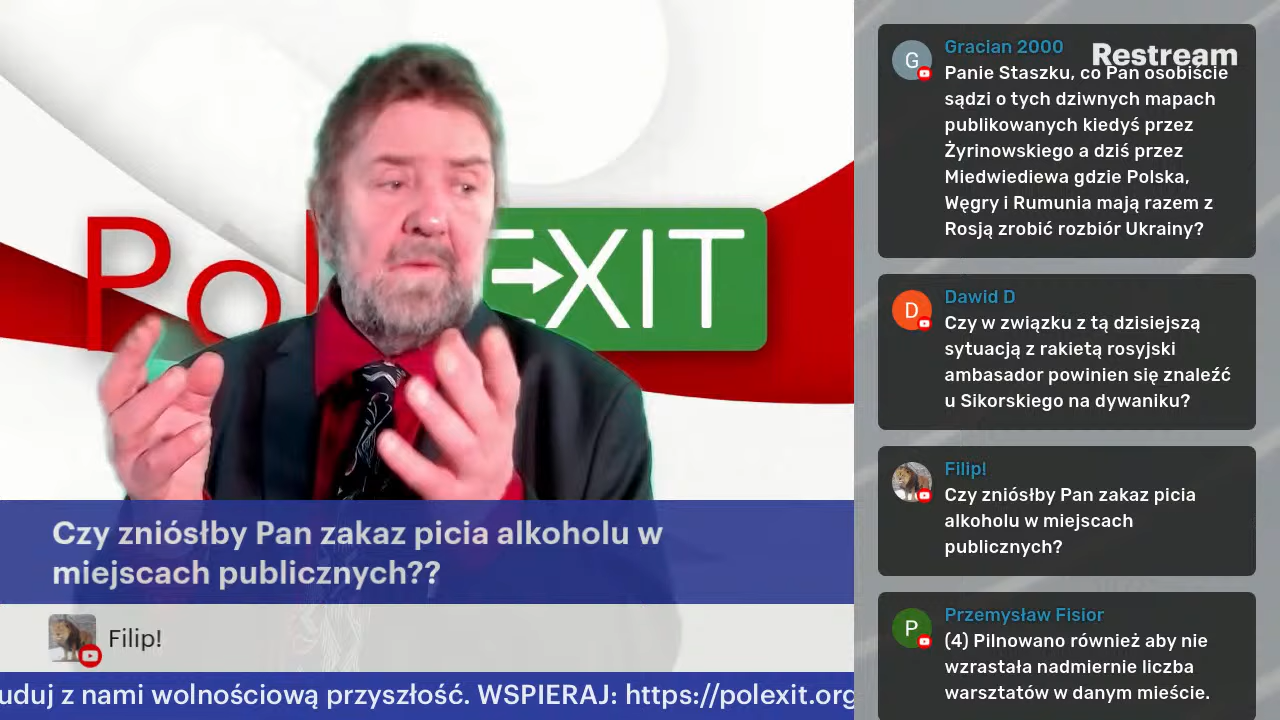 Pol EXIT
Czy zniósłby Pan zakaz picia alkoholu w
miejscach publicznych??
Filip!
uduj z nami wolnościową przyszłość. WSPIERAJ: https://polexit.org
Restream
G
Gracian 2000
Panie Staszku, co Pan osobiście
sądzi o tych dziwnych mapach
publikowanych kiedyś przez
Żyrinowskiego a dziś przez
Miedwiediewa gdzie Polska,
Węgry i Rumunia mają razem z
Rosją zrobić rozbiór Ukrainy?
D
Dawid D
Czy w związku z tą dzisiejszą
sytuacją z rakietą rosyjski
ambasador powinien się znaleźć
u Sikorskiego na dywaniku?
Filip!
Czy zniósłby Pan zakaz picia
alkoholu w miejscach
publicznych?
P
Przemysław Fisior
(4) Pilnowano również aby nie
wzrastała nadmiernie liczba
warsztatów w danym mieście.